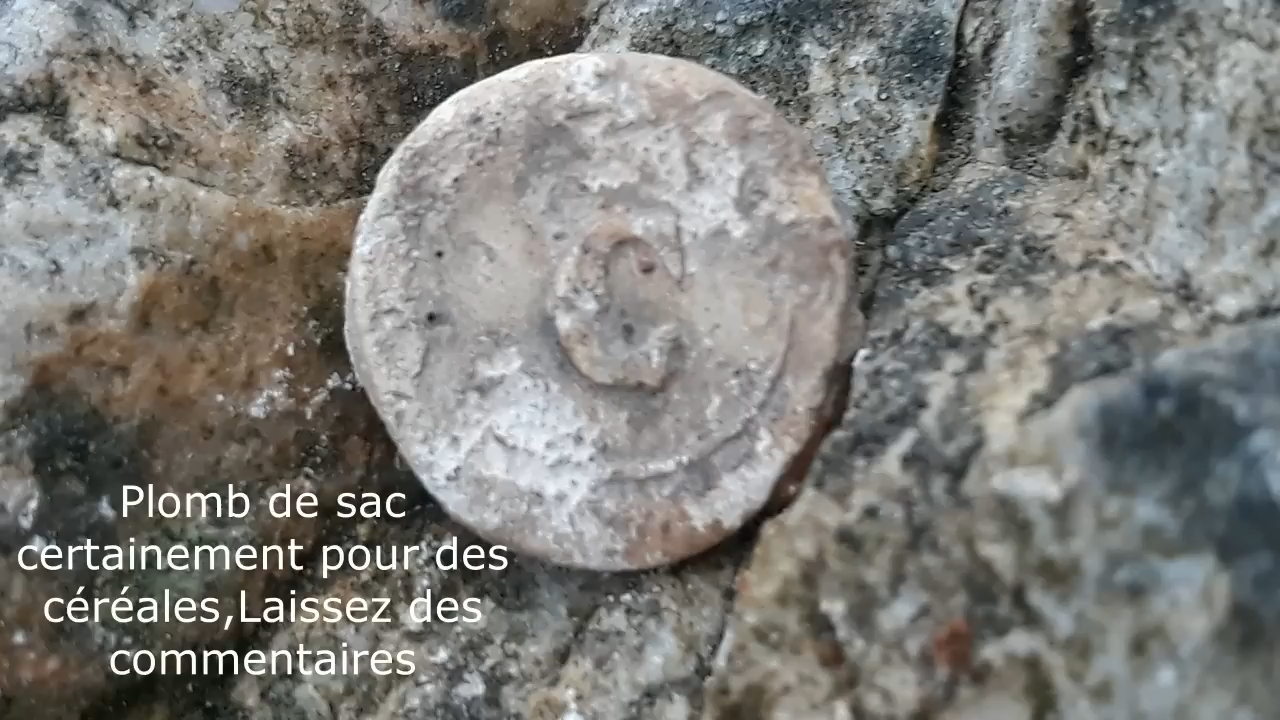 Plomb de sac
certainement pour des
céréales,Laissez des
commentaires